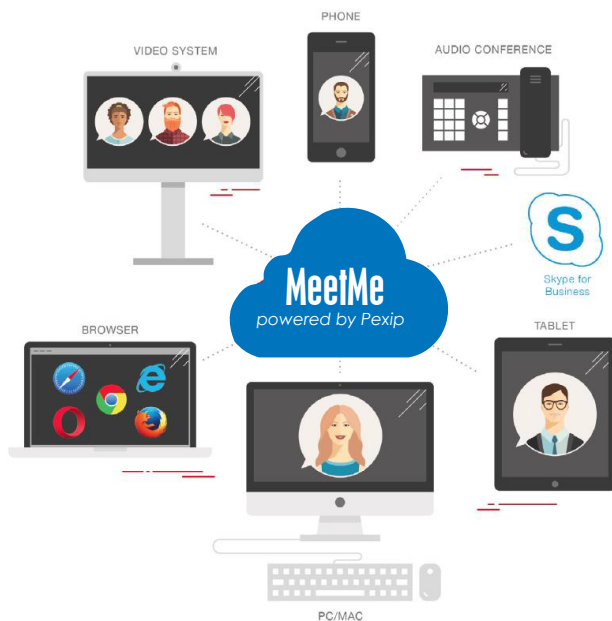 PHONE
VIDEO SYSTEM
AUDIO CONFERENCE
S
Skype for
Business
MeetMe
powered by Pexip
BROWSER
TABLET
PC/MAC